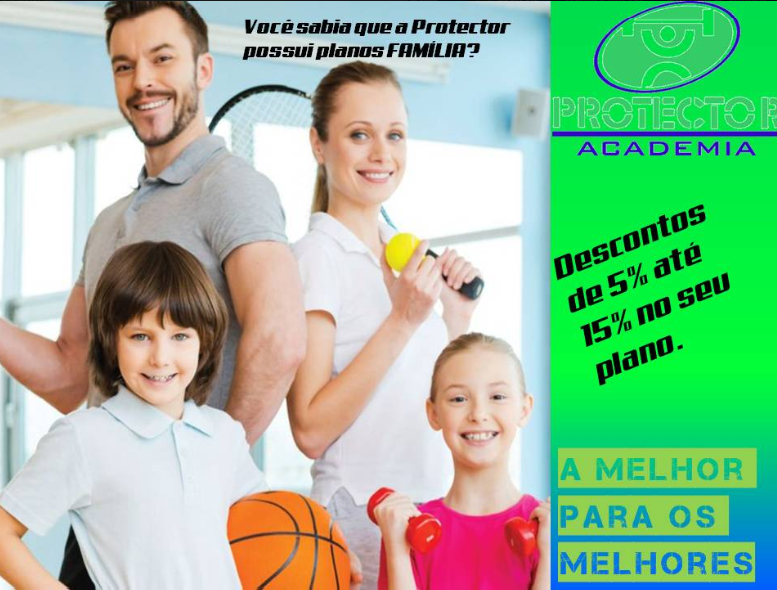 Você sabia que a Protector
possui planos FAMÍLIA?
PROTECTOR
ACADEMIA
Descontos
de 5% até
15% no seu
plano.
A MELHOR
PARA OS
MELHORES